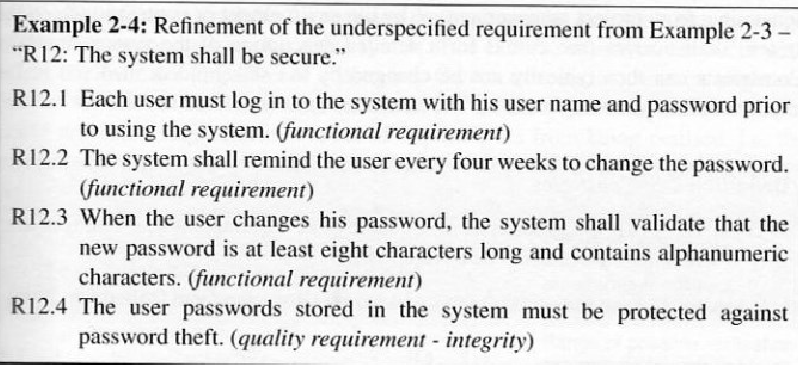 Example 2-4: Refinement of the underspecified requirement from Example 2-3 –
“R12: The system shall be secure.”
R12.1 Each user must log in to the system with his user name and password prior
to using the system. (functional requirement)
R12.2 The system shall remind the user every four weeks to change the password.
(functional requirement)
R12.3 When the user changes his password, the system shall validate that the
new password is at least eight characters long and contains alphanumeric
characters. (functional requirement)
R12.4 The user passwords stored in the system must be protected against
password theft. (quality requirement - integrity)